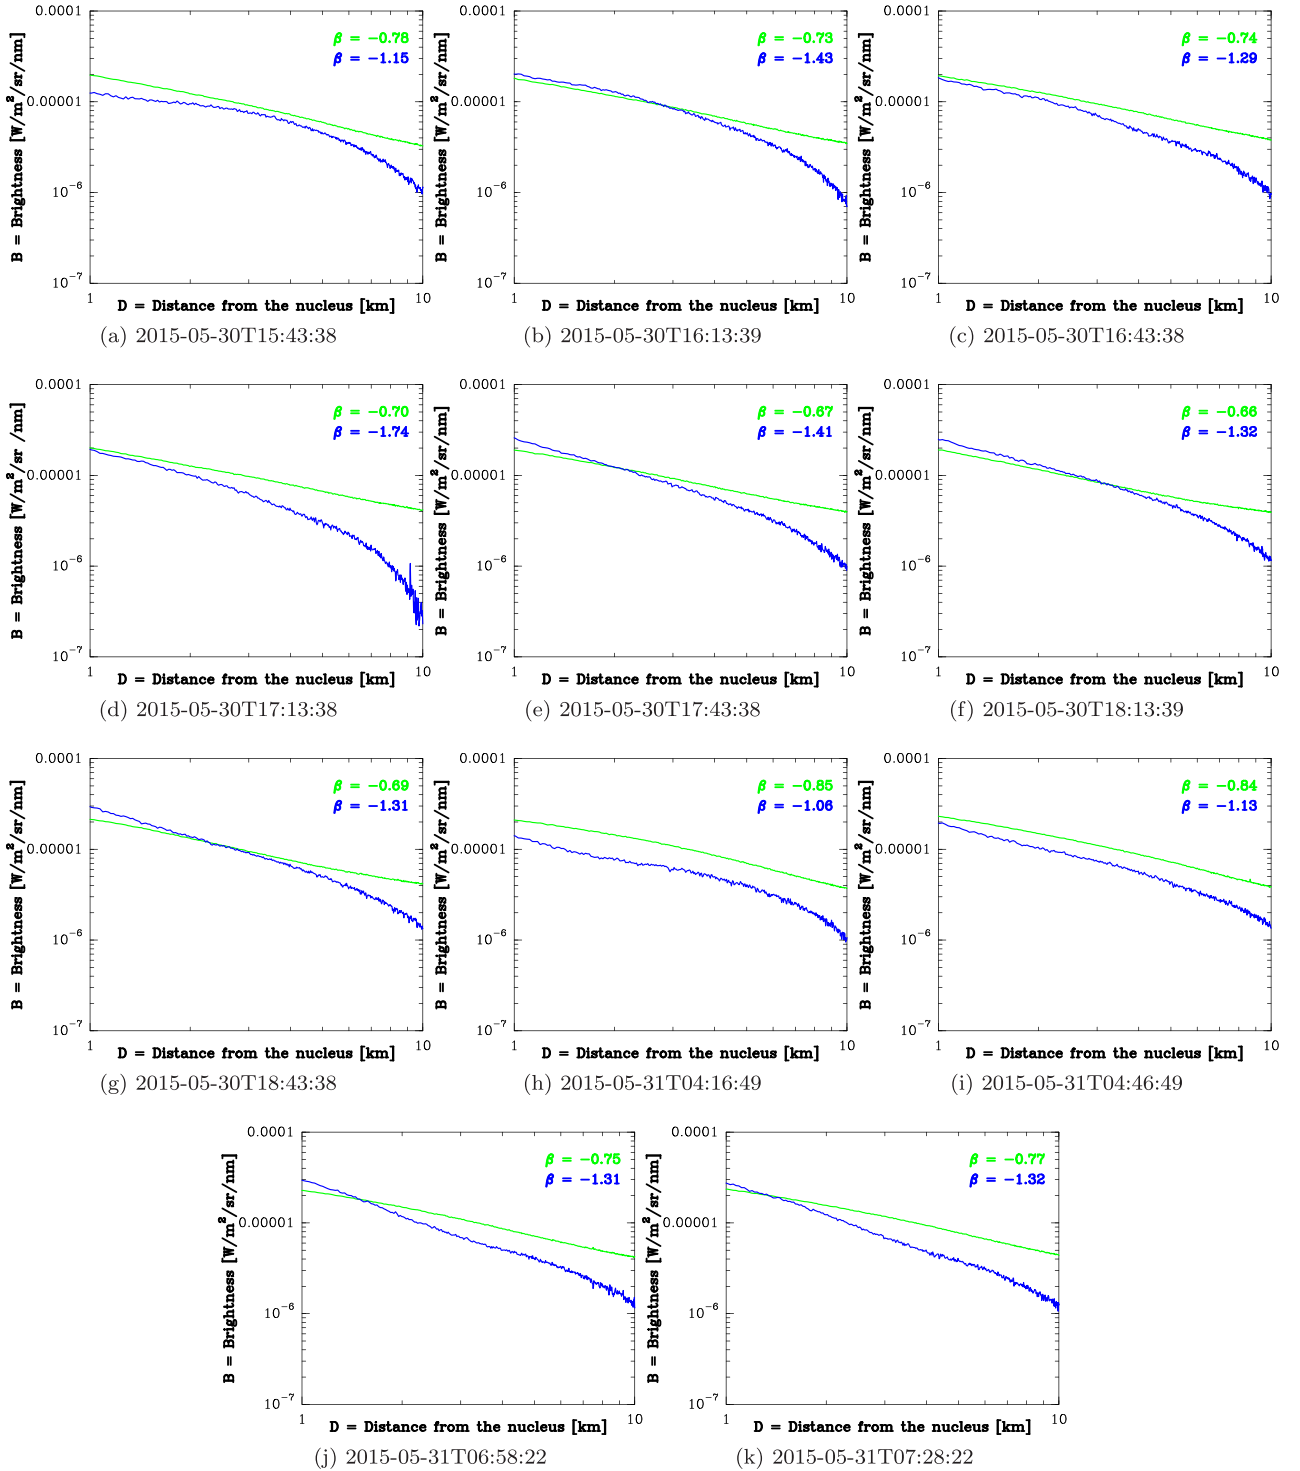 0.0001
0.00001
10−6
10−7
1
10
B = Brightness [W/m2/sr/nm]
D = Distance from the nucleus [km]
β = −0.78
β = −1.15
(a) 2015-05-30T15:43:38
0.0001
0.00001
10−6
10−7
1
10
B = Brightness [W/m2/sr/nm]
D = Distance from the nucleus [km]
β = −0.73
β = −1.43
(b) 2015-05-30T16:13:39
0.0001
0.00001
10−6
10−7
1
10
B = Brightness [W/m2/sr/nm]
D = Distance from the nucleus [km]
β = −0.74
β = −1.29
(c) 2015-05-30T16:43:38
0.0001
0.00001
10−6
10−7
1
10
B = Brightness [W/m2/sr /nm]
D = Distance from the nucleus [km]
β = −0.70
β = −1.74
(d) 2015-05-30T17:13:38
0.0001
0.00001
10−6
10−7
1
10
B = Brightness [W/m2/sr/nm]
D = Distance from the nucleus [km]
β = −0.67
β = −1.41
(e) 2015-05-30T17:43:38
0.0001
0.00001
10−6
10−7
1
10
B = Brightness [W/m2/sr/nm]
D = Distance from the nucleus [km]
β = −0.66
β = −1.32
(f) 2015-05-30T18:13:39
0.0001
0.00001
10−6
10−7
1
10
B = Brightness [W/m2/sr/nm]
D = Distance from the nucleus [km]
β = −0.69
β = −1.31
(g) 2015-05-30T18:43:38
0.0001
0.00001
10−6
10−7
1
10
B = Brightness [W/m2/sr/nm]
D = Distance from the nucleus [km]
β = −0.85
β = −1.06
(h) 2015-05-31T04:16:49
0.0001
0.00001
10−6
10−7
1
10
B = Brightness [W/m2/sr/nm]
D = Distance from the nucleus [km]
β = −0.84
β = −1.13
(i) 2015-05-31T04:46:49
0.0001
0.00001
10−6
10−7
1
10
B = Brightness [W/m2/sr/nm]
D = Distance from the nucleus [km]
β = −0.75
β = −1.31
(j) 2015-05-31T06:58:22
0.0001
0.00001
10−6
10−7
1
10
B = Brightness [W/m2/sr/nm]
D = Distance from the nucleus [km]
β = −0.77
β = −1.32
(k) 2015-05-31T07:28:22